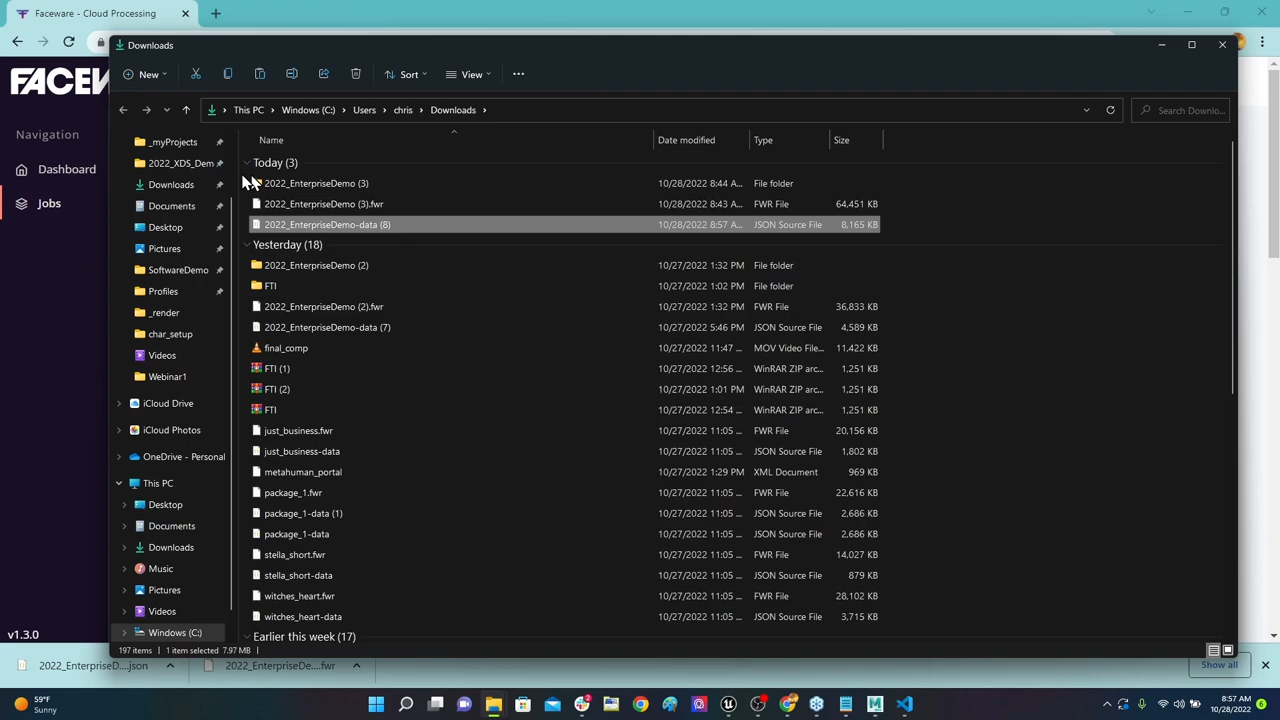 Faceware - Cloud Processing
Downloads
New
Sort
View
This PC
Windows (C:)
Users
chris
Downloads
Search Downlo...
FACEW
Navigation
Dashboard
Jobs
v1.3.0
_myProjects
2022_XDS_Dem
Downloads
Documents
Desktop
Pictures
SoftwareDemo
Profiles
_render
char_setup
Videos
Webinar1
iCloud Drive
iCloud Photos
OneDrive - Personal
This PC
Desktop
Documents
Downloads
Music
Pictures
Videos
Windows (C:)
Name Date modified Type Size
Today (3)
2022_EnterpriseDemo (3) 10/28/2022 8:44 A... File folder
2022_EnterpriseDemo (3).fwr 10/28/2022 8:43 A... FWR File 64,451 KB
2022_EnterpriseDemo-data (8) 10/28/2022 8:57 A... JSON Source File 8,165 KB
Yesterday (18)
2022_EnterpriseDemo (2) 10/27/2022 1:32 PM File folder
FTI 10/27/2022 1:02 PM File folder
2022_EnterpriseDemo (2).fwr 10/27/2022 1:32 PM FWR File 36,833 KB
2022_EnterpriseDemo-data (7) 10/27/2022 5:46 PM JSON Source File 4,589 KB
final_comp 10/27/2022 11:47 ... MOV Video File... 11,422 KB
FTI (1) 10/27/2022 12:56 ... WinRAR ZIP arc... 1,251 KB
FTI (2) 10/27/2022 1:01 PM WinRAR ZIP arc... 1,251 KB
FTI 10/27/2022 12:54 ... WinRAR ZIP arc... 1,251 KB
just_business.fwr 10/27/2022 11:05 ... FWR File 20,156 KB
just_business-data 10/27/2022 11:05 ... JSON Source File 1,802 KB
metahuman_portal 10/27/2022 1:29 PM XML Document 969 KB
package_1.fwr 10/27/2022 11:05 ... FWR File 22,616 KB
package_1-data (1) 10/27/2022 11:05 ... JSON Source File 2,686 KB
package_1-data 10/27/2022 11:05 ... JSON Source File 2,686 KB
stella_short.fwr 10/27/2022 11:05 ... FWR File 14,027 KB
stella_short-data 10/27/2022 11:05 ... JSON Source File 879 KB
witches_heart.fwr 10/27/2022 11:05 ... FWR File 28,102 KB
witches_heart-data 10/27/2022 11:05 ... JSON Source File 3,715 KB
Earlier this week (17)
197 items 1 item selected 7.97 MB
2022_EnterpriseD....json
2022_EnterpriseDe....fwr
Show all
59°F
Sunny
8:57 AM
10/28/2022